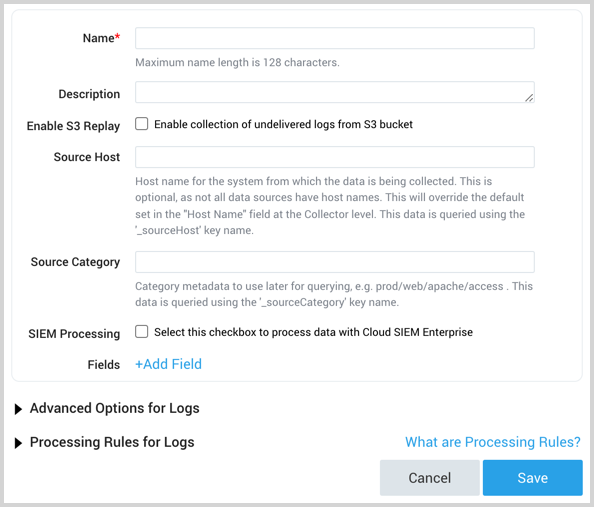 Name*
Maximum name length is 128 characters.
Description
Enable S3 Replay
Enable collection of undelivered logs from S3 bucket
Source Host
Host name for the system from which the data is being collected. This is
optional, as not all data sources have host names. This will override the default
set in the "Host Name" field at the Collector level. This data is queried using the
'_sourceHost' key name.
Source Category
Category metadata to use later for querying, e.g. prod/web/apache/access . This
data is queried using the '_sourceCategory' key name.
SIEM Processing
Select this checkbox to process data with Cloud SIEM Enterprise
Fields
+Add Field
Advanced Options for Logs
Processing Rules for Logs
What are Processing Rules?
Cancel
Save